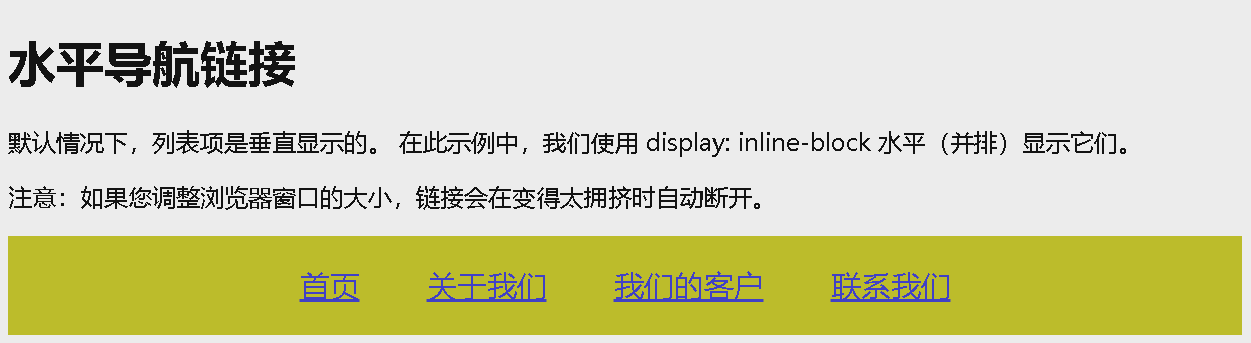 水平导航链接
默认情况下，列表项是垂直显示的。 在此示例中，我们使用 display: inline-block 水平（并排）显示它们。
注意：如果您调整浏览器窗口的大小，链接会在变得太拥挤时自动断开。
首页 关于我们 我们的客户 联系我们